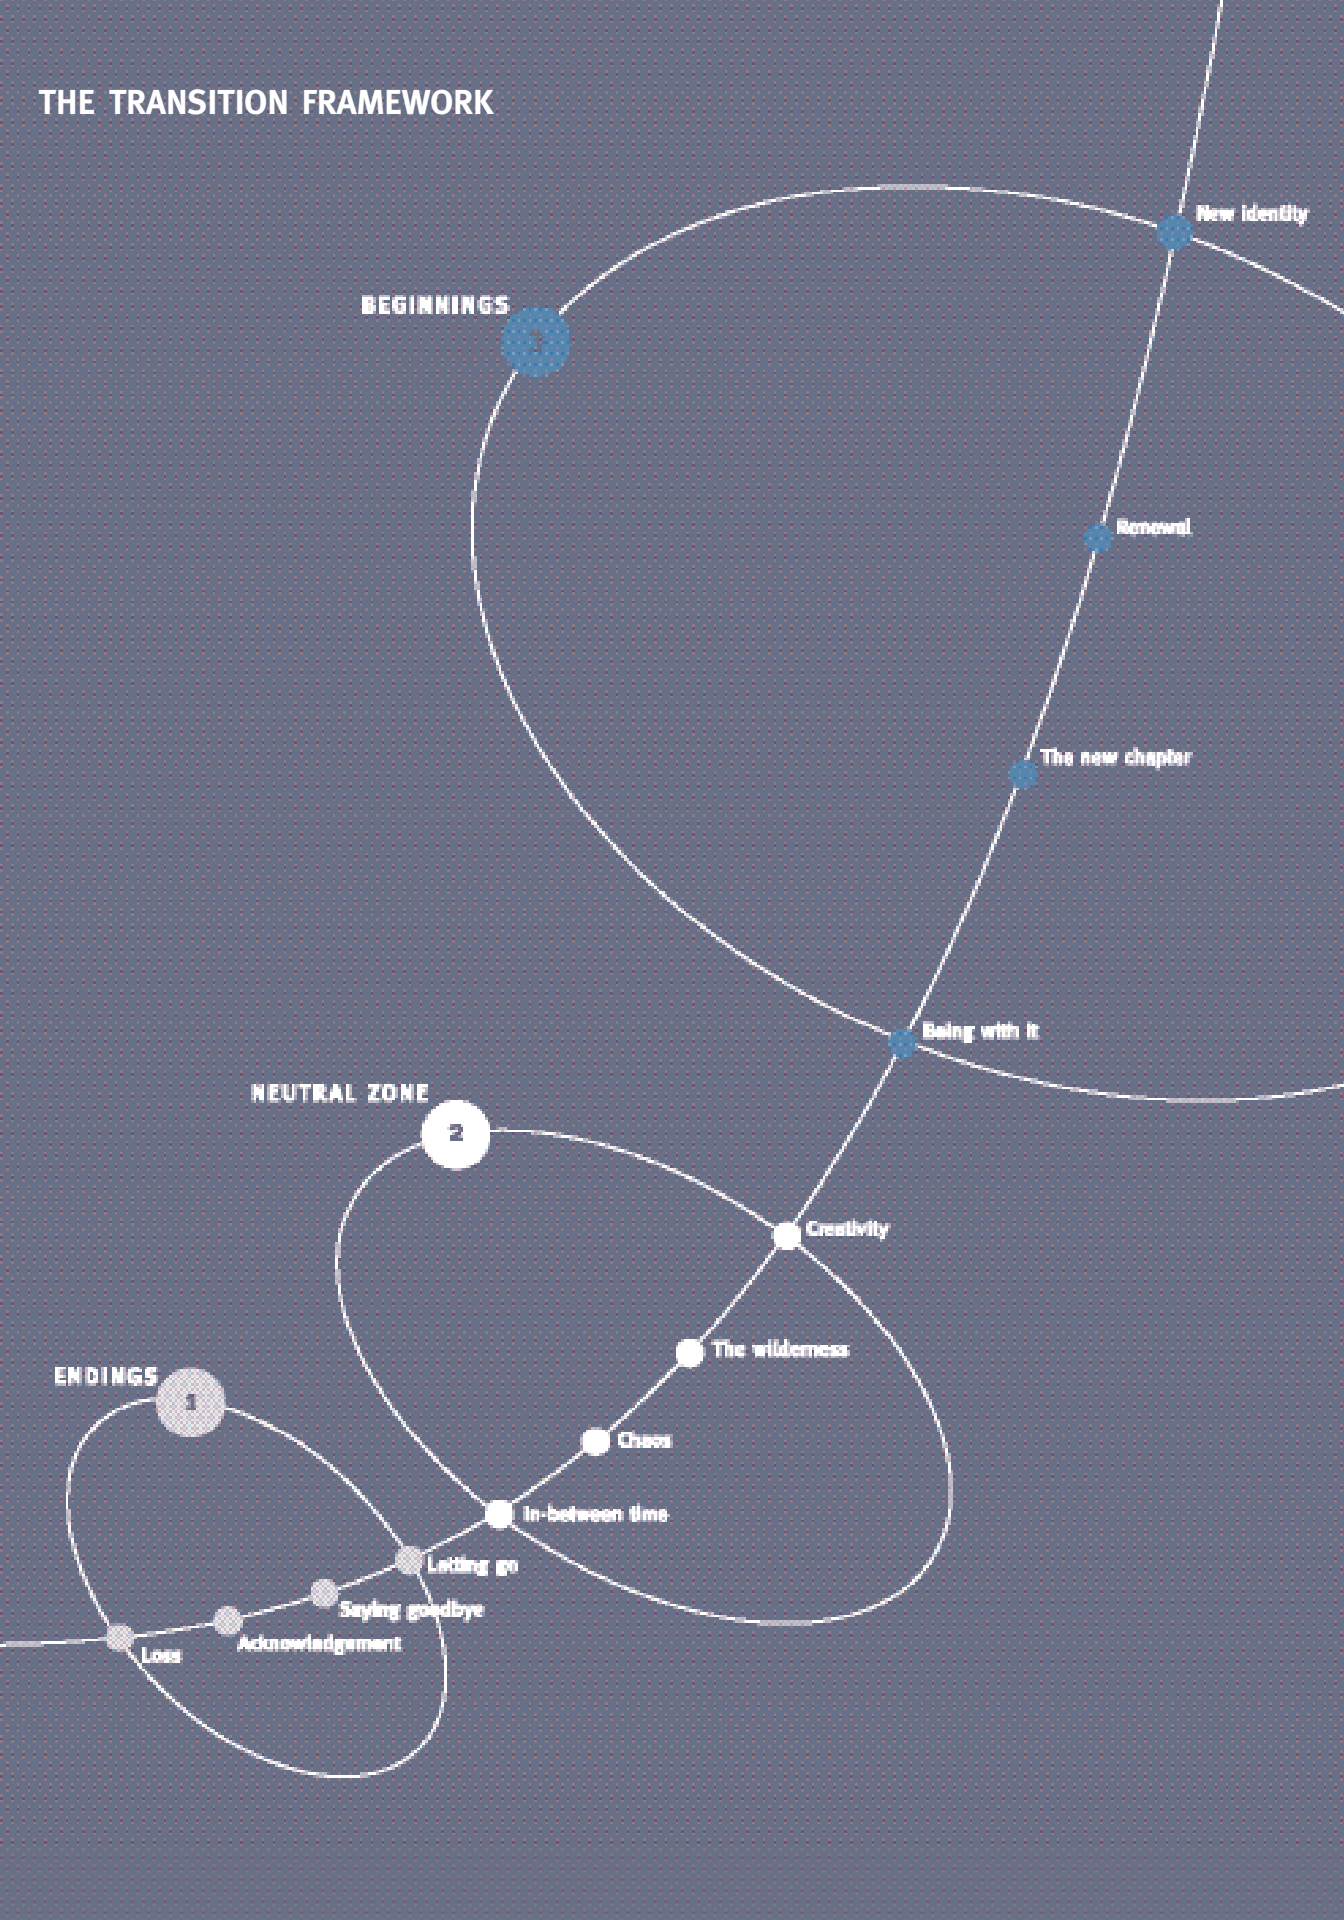 THE TRANSITION FRAMEWORK
New identity
BEGINNINGS
3
Renewal
The new chapter
Being with it
NEUTRAL ZONE
2
Creativity
The wilderness
ENDINGS
1
Chaos
In-between time
Letting go
Saying goodbye
Acknowledgement
Loss